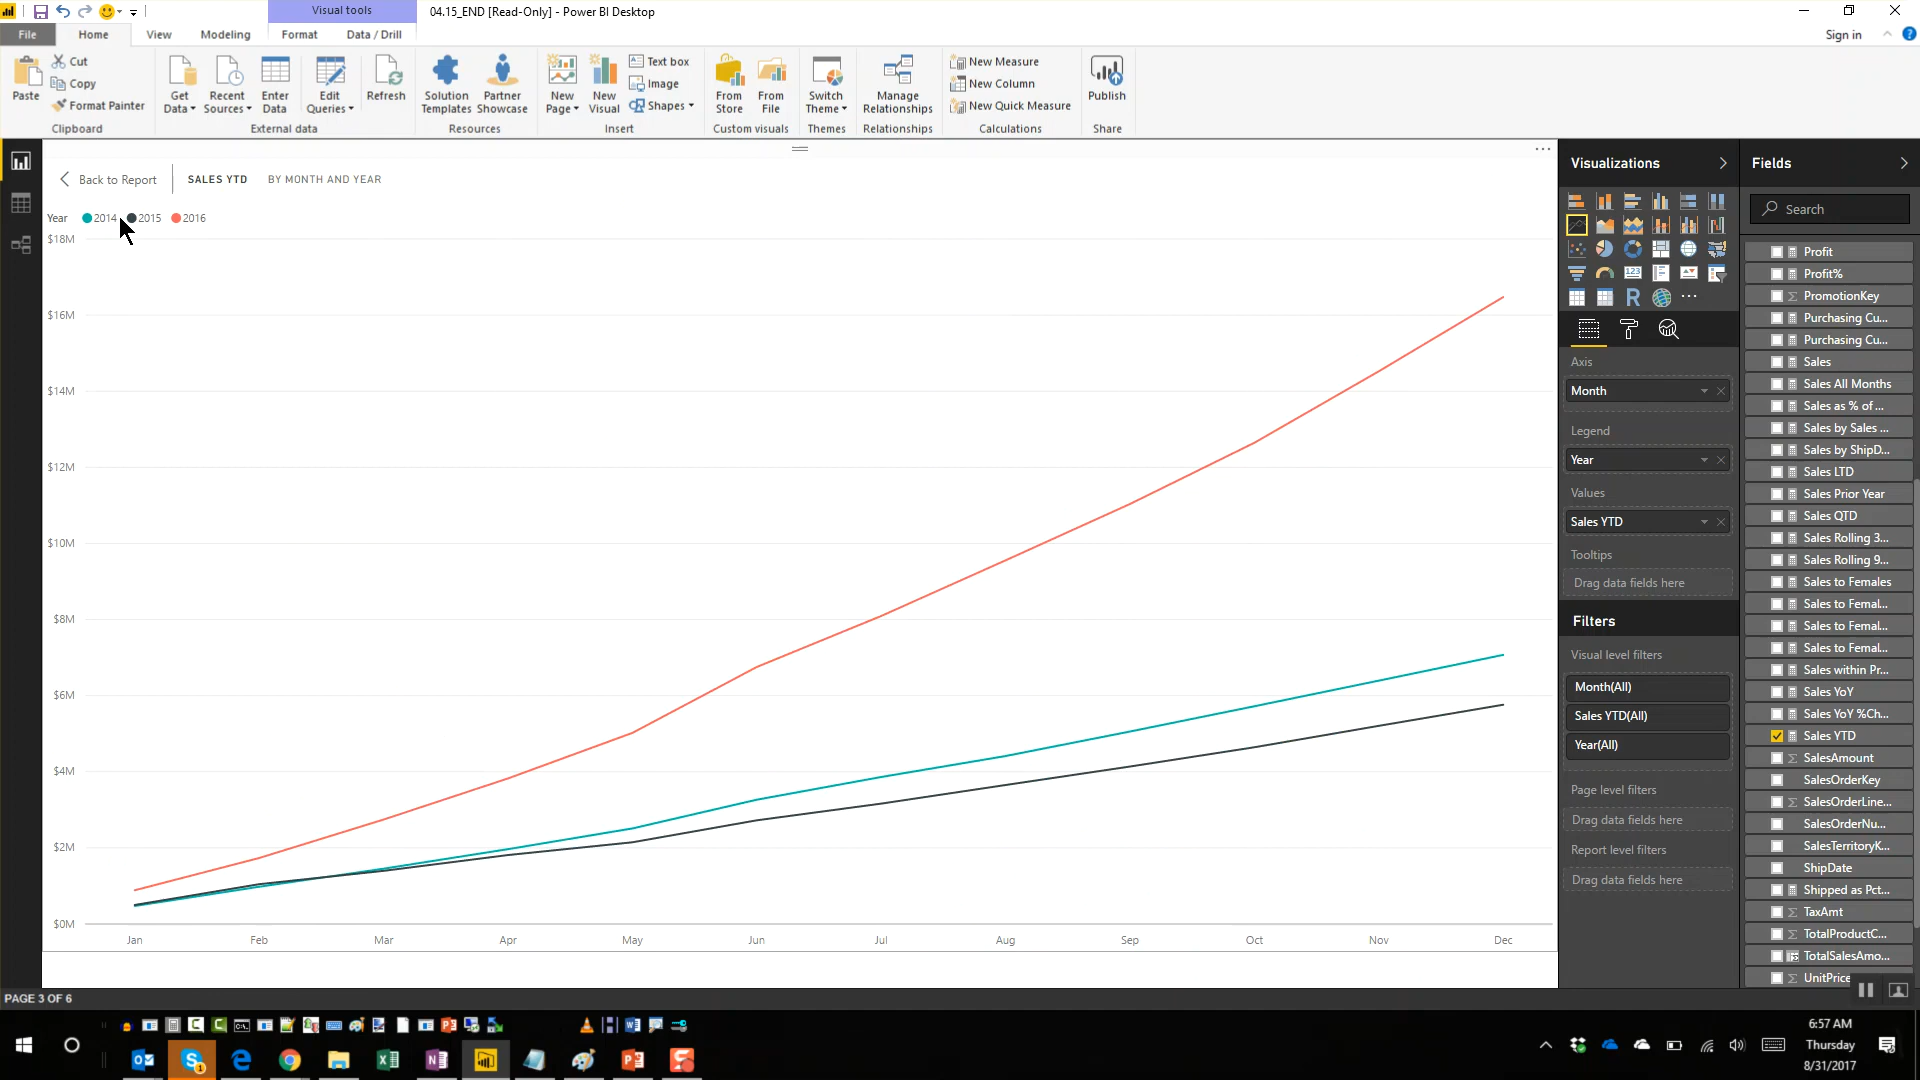 Visual tools
04.15_END [Read-Only] - Power BI Desktop
File Home View Modeling Format Data / Drill Sign in
Paste
Cut
Copy
Format Painter
Clipboard
Get Data
Recent Sources
Enter Data
Edit Queries
Refresh
External data
Solution Templates
Partner Showcase
Resources
New Page
New Visual
Text box
Image
Shapes
Insert
From Store
From File
Custom visuals
Switch Theme
Themes
Manage Relationships
Relationships
New Measure
New Column
New Quick Measure
Calculations
Publish
Share
Back to Report SALES YTD BY MONTH AND YEAR
Year 2014 2015 2016
$18M
$16M
$14M
$12M
$10M
$8M
$6M
$4M
$2M
$0M
Jan Feb Mar Apr May Jun Jul Aug Sep Oct Nov Dec
Visualizations
R
Axis
Month
Legend
Year
Values
Sales YTD
Tooltips
Drag data fields here
Filters
Visual level filters
Month(All)
Sales YTD(All)
Year(All)
Page level filters
Drag data fields here
Report level filters
Drag data fields here
Fields
Search
Profit
Profit%
PromotionKey
Purchasing Cu...
Purchasing Cu...
Sales
Sales All Months
Sales as % of ...
Sales by Sales ...
Sales by ShipD...
Sales LTD
Sales Prior Year
Sales QTD
Sales Rolling 3...
Sales Rolling 9...
Sales to Females
Sales to Femal...
Sales to Femal...
Sales to Femal...
Sales within Pr...
Sales YoY
Sales YoY %Ch...
Sales YTD
SalesAmount
SalesOrderKey
SalesOrderLine...
SalesOrderNu...
SalesTerritoryK...
ShipDate
Shipped as Pct...
TaxAmt
TotalProductC...
TotalSalesAmo...
UnitPrice
PAGE 3 OF 6
6:57 AM
Thursday
8/31/2017